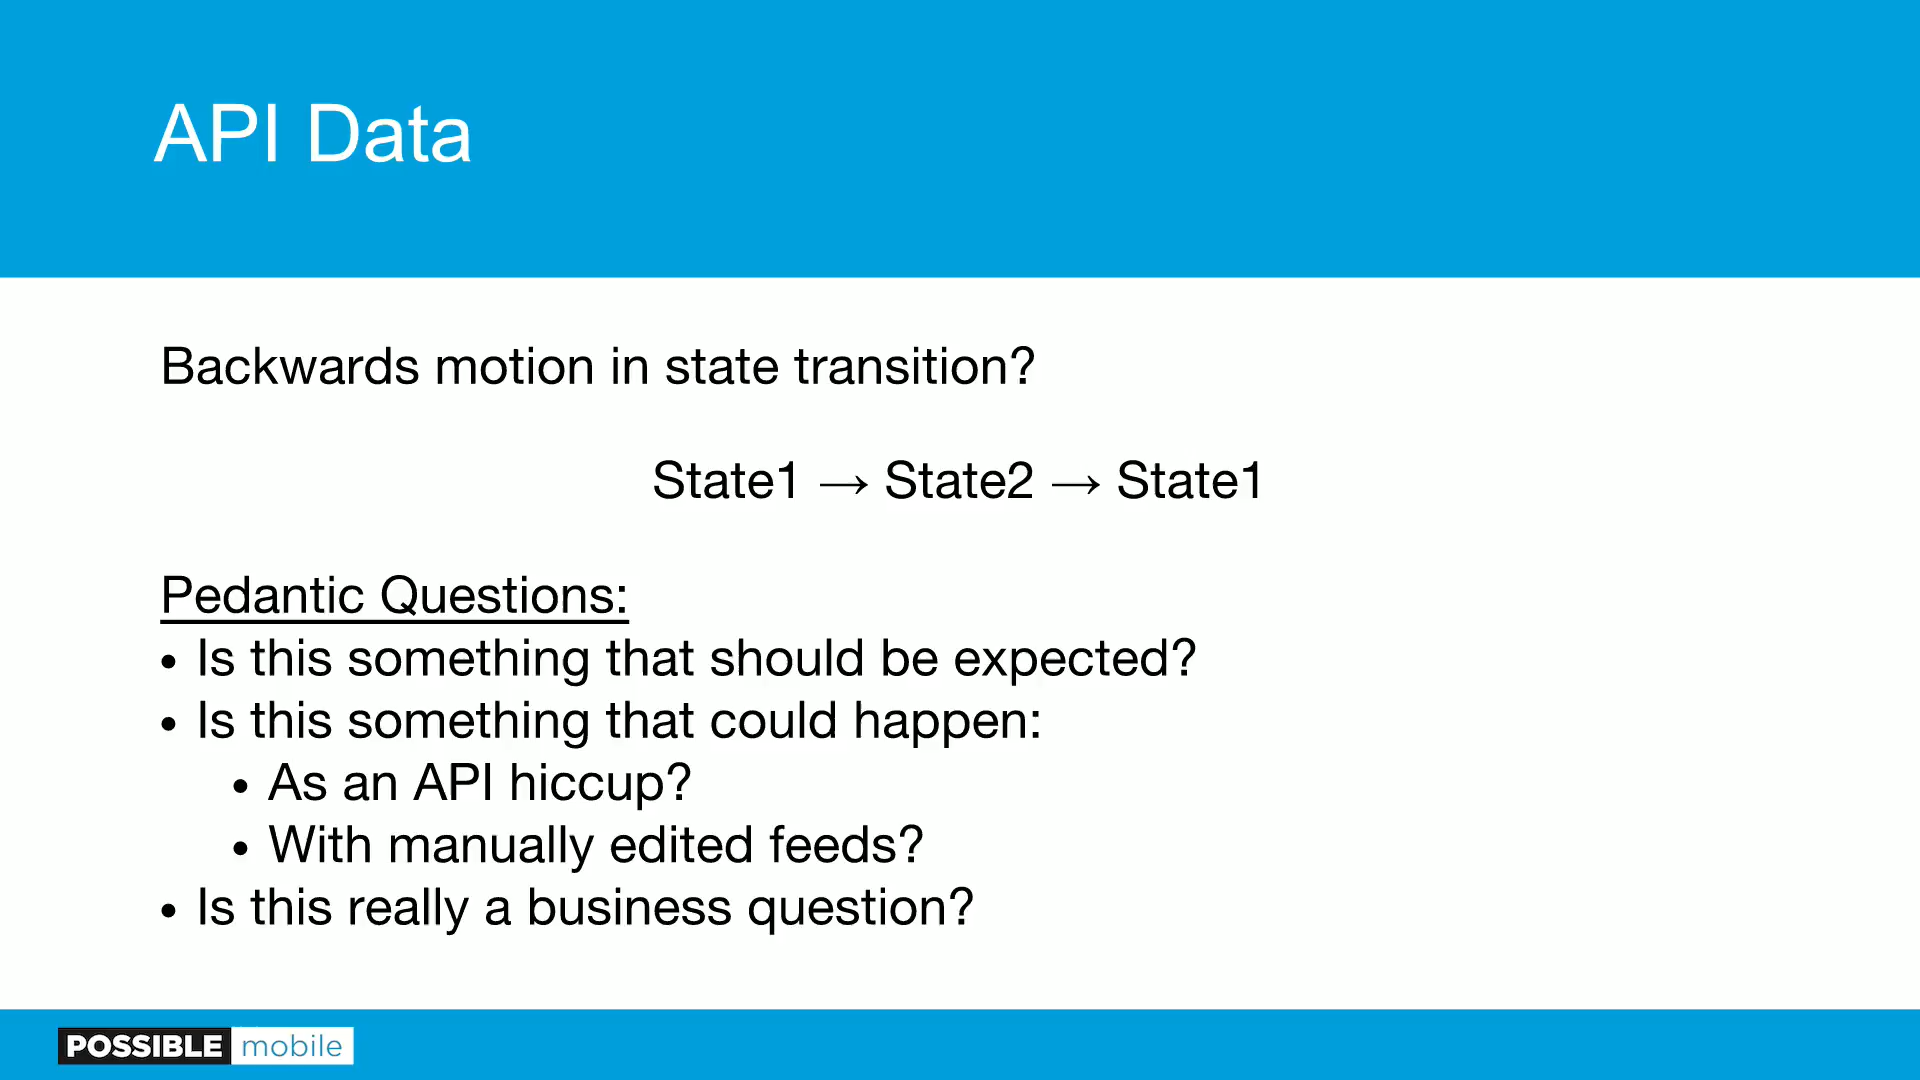 API Data
Backwards motion in state transition?
State1 → State2 → State1
Pedantic Questions:
• Is this something that should be expected?
• Is this something that could happen:
• As an API hiccup?
• With manually edited feeds?
• Is this really a business question?
POSSIBLE mobile